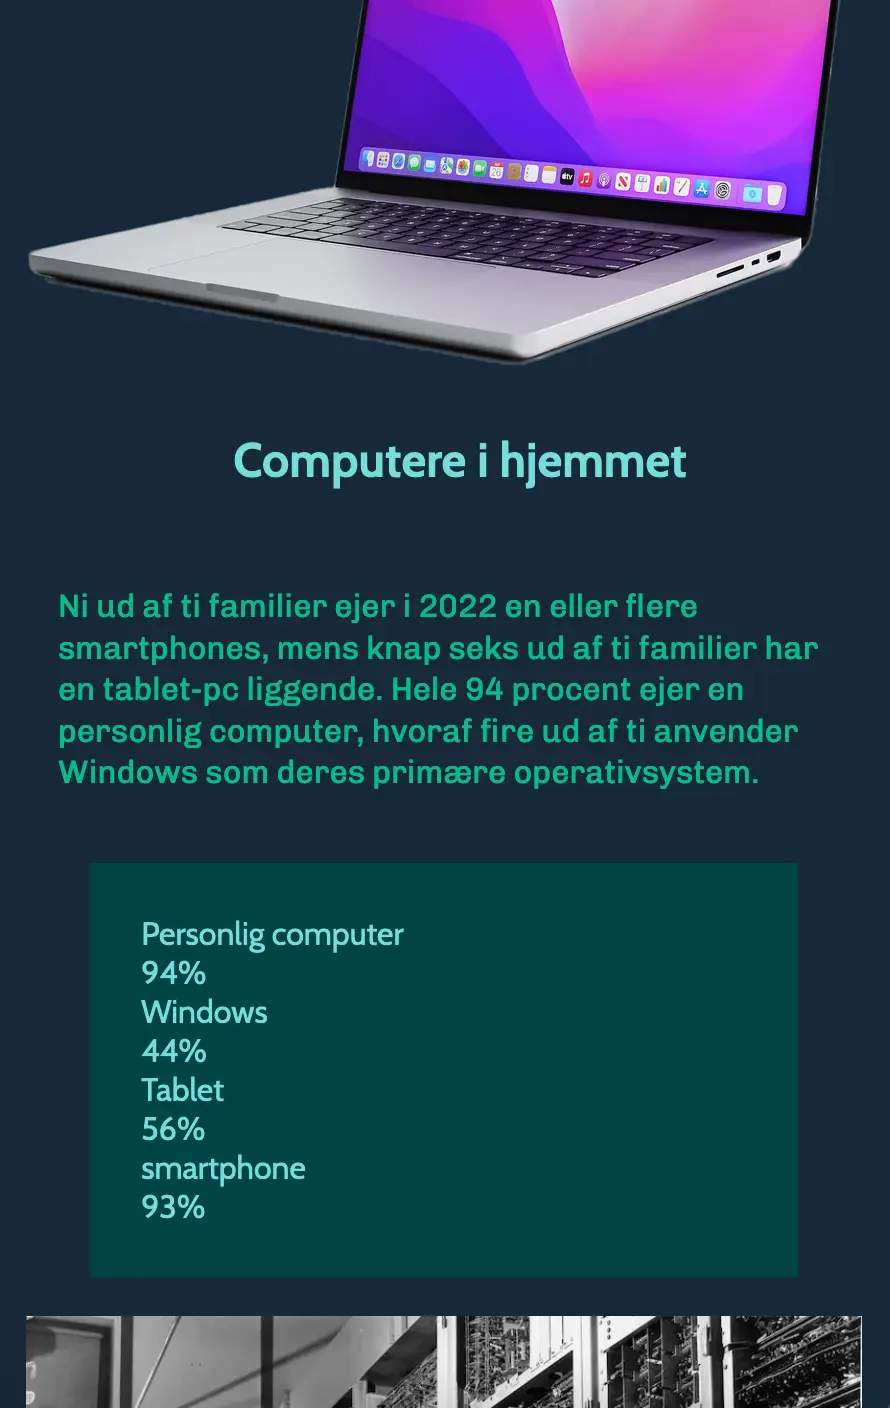 Computere i hjemmet
Ni ud af ti familier ejer i 2022 en eller flere
smartphones, mens knap seks ud af ti familier har
en tablet-pc liggende. Hele 94 procent ejer en
personlig computer, hvoraf fire ud af ti anvender
Windows som deres primære operativsystem.
Personlig computer
94%
Windows
44%
Tablet
56%
smartphone
93%